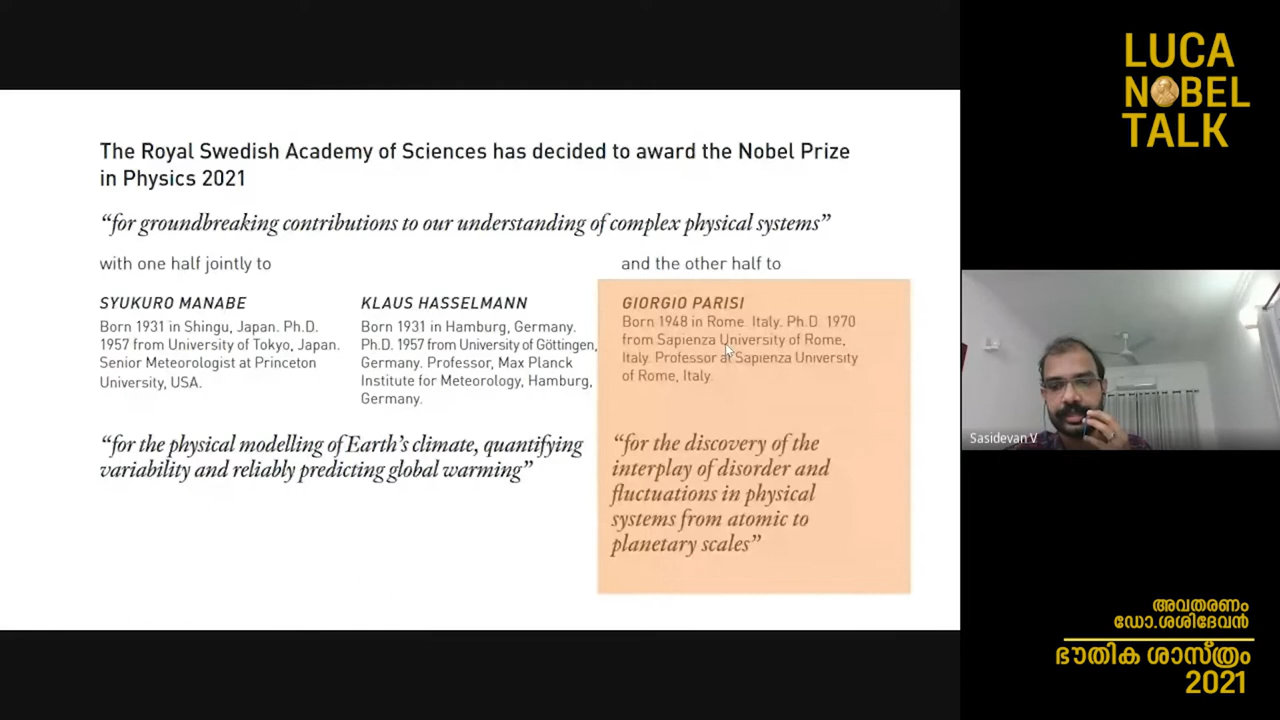 The Royal Swedish Academy of Sciences has decided to award the Nobel Prize
in Physics 2021
“for groundbreaking contributions to our understanding of complex physical systems”
with one half jointly to
SYUKURO MANABE
Born 1931 in Shingu, Japan. Ph.D.
1957 from University of Tokyo, Japan.
Senior Meteorologist at Princeton
University, USA.
KLAUS HASSELMANN
Born 1931 in Hamburg, Germany.
Ph.D. 1957 from University of Göttingen,
Germany. Professor, Max Planck
Institute for Meteorology, Hamburg,
Germany.
“for the physical modelling of Earth’s climate, quantifying
variability and reliably predicting global warming”
and the other half to
GIORGIO PARISI
Born 1948 in Rome. Italy. Ph.D 1970
from Sapienza University of Rome,
Italy. Professor at Sapienza University
of Rome, Italy.
“for the discovery of the
interplay of disorder and
fluctuations in physical
systems from atomic to
planetary scales”
LUCA
NOBEL
TALK
Sasidevan V
അവതരണം
ഡോ.ശശിദേവൻ
ഭൗതിക ശാസ്ത്രം
2021